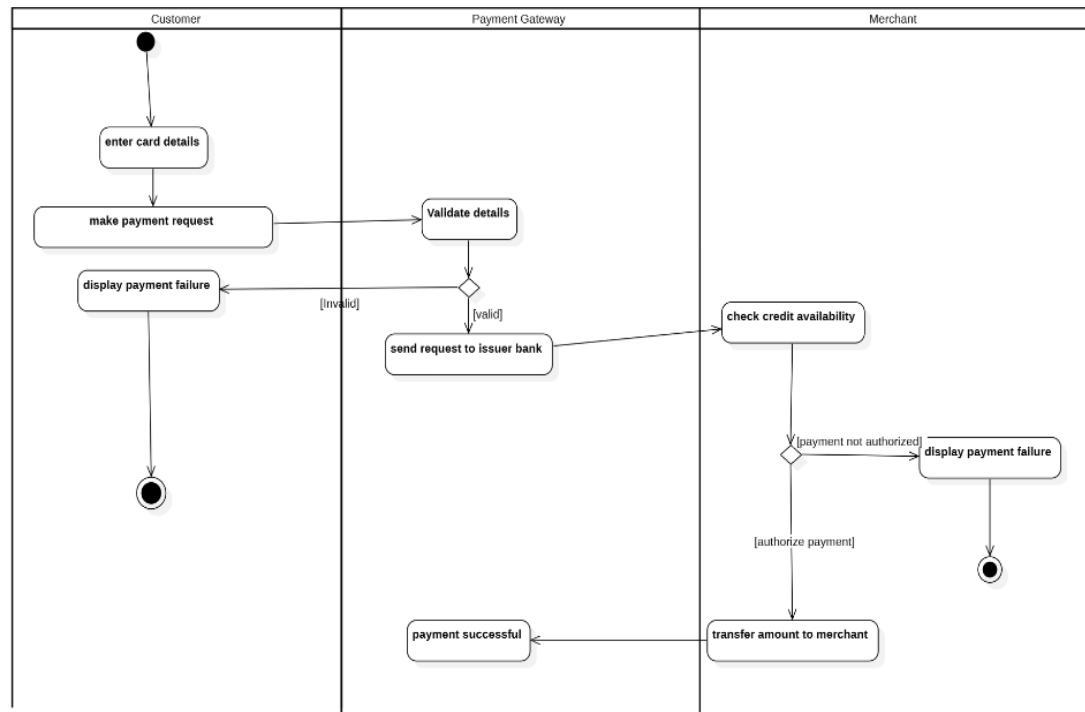 Customer
Payment Gateway
Merchant
enter card details
make payment request
Valldate details
display payment failure
[Invalid]
[valid]
send request to issuer bank
check credit availability
[payment not authorized]
display payment failure
[authorize payment]
payment successful
transfer amount to merchant